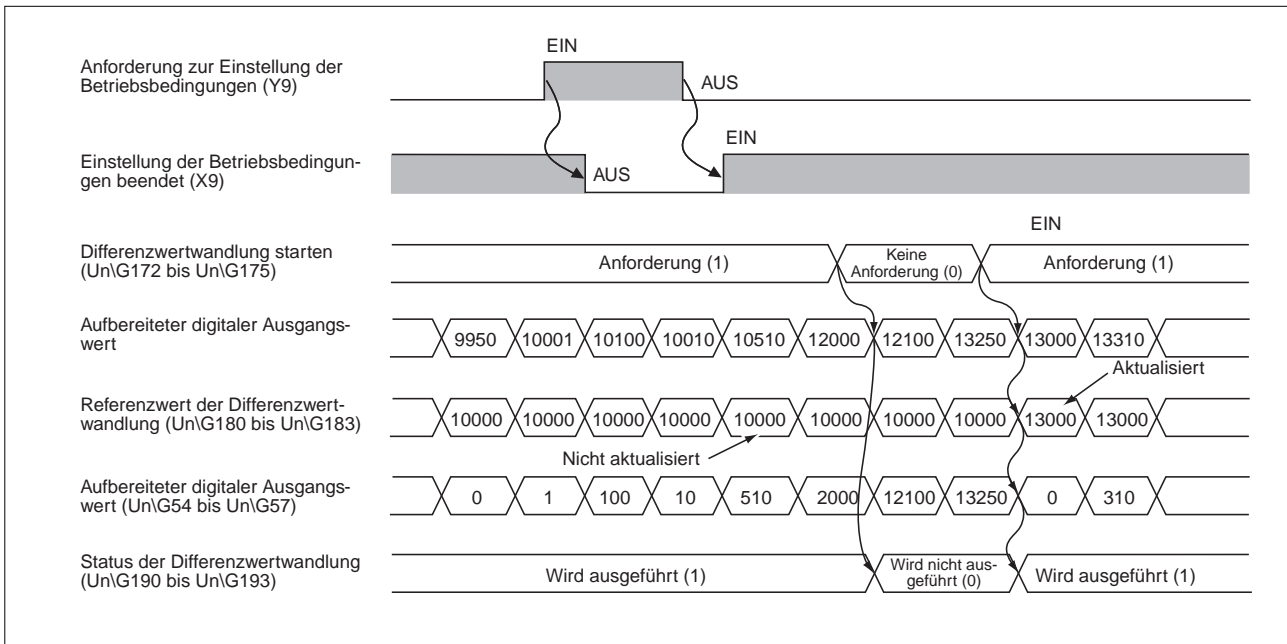 EIN
Anforderung zur Einstellung der
Betriebsbedingungen (Y9)
AUS
EIN
Einstellung der Betriebsbedingun-
gen beendet (X9)
AUS
EIN
Differenzwertwandlung starten
(Un\G172 bis Un\G175)
Anforderung (1)
Keine
Anforderung (0)
Anforderung (1)
Aufbereiteter digitaler Ausgangs-
wert
9950 10001 10100 10010 10510 12000 12100 13250 13000 13310
Aktualisiert
Referenzwert der Differenzwert-
wandlung (Un\G180 bis Un\G183)
10000 10000 10000 10000 10000 10000 10000 10000 13000 13000
Nicht aktualisiert
Aufbereiteter digitaler Ausgangs-
wert (Un\G54 bis Un\G57)
0 1 100 10 510 2000 12100 13250 0 310
Status der Differenzwertwandlung
(Un\G190 bis Un\G193)
Wird ausgeführt (1)
Wird nicht aus-
geführt (0)
Wird ausgeführt (1)